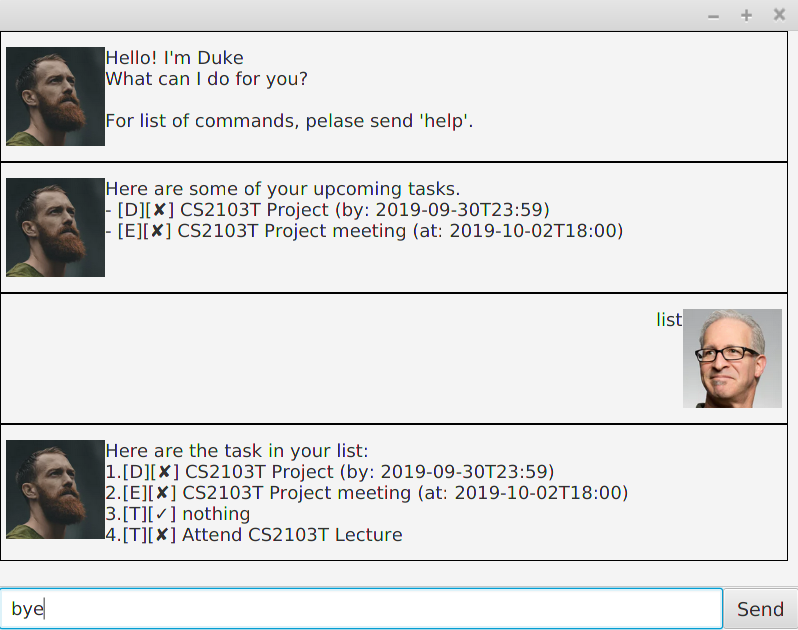 Hello! I'm Duke
What can I do for you?
For list of commands, pelase send 'help'.
Here are some of your upcoming tasks.
- [D][✘] CS2103T Project (by: 2019-09-30T23:59)
- [E][✘] CS2103T Project meeting (at: 2019-10-02T18:00)
list
Here are the task in your list:
1.[D][✘] CS2103T Project (by: 2019-09-30T23:59)
2.[E][✘] CS2103T Project meeting (at: 2019-10-02T18:00)
3.[T][✓] nothing
4.[T][✘] Attend CS2103T Lecture
bye
Send